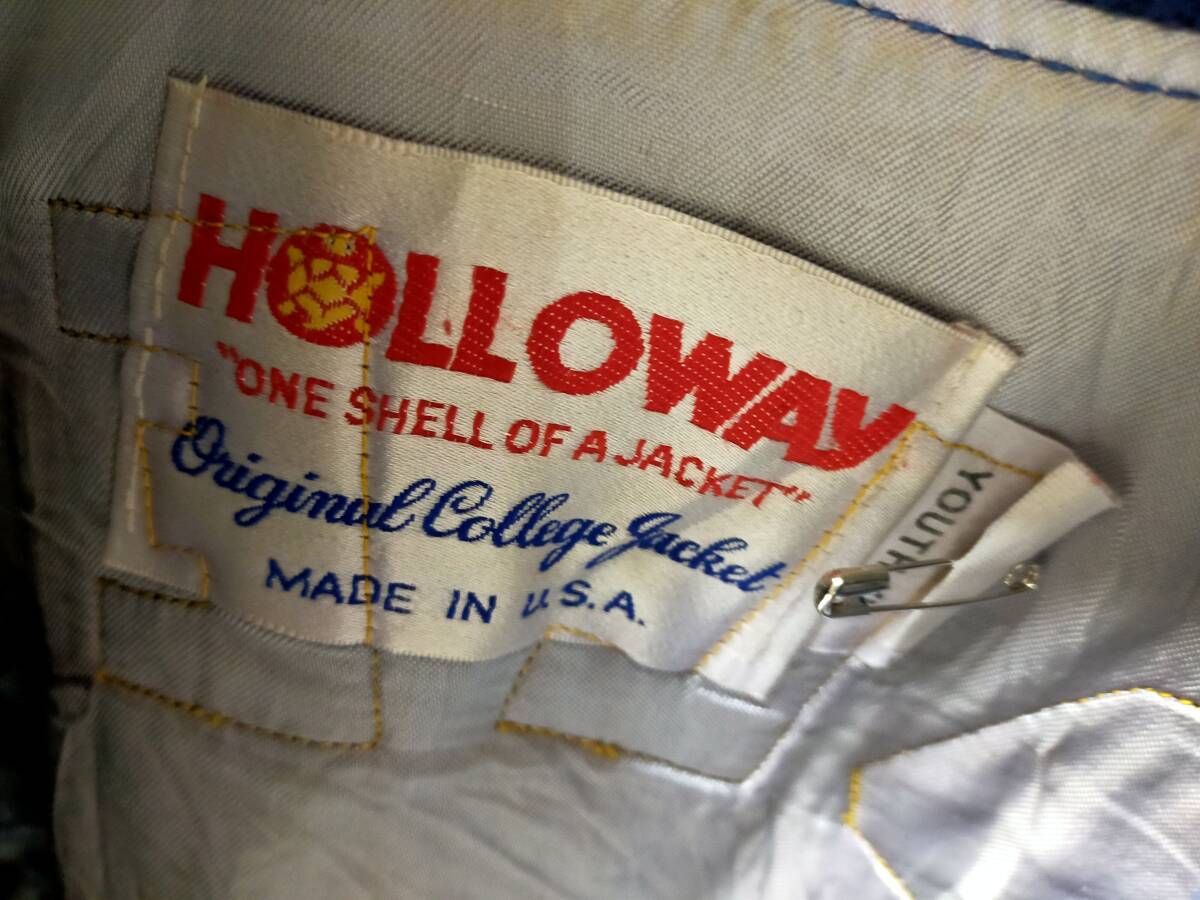 HOLLOWAY
"ONE SHELL OF A JACKET"
Original College Jacket
MADE IN U.S.A.
YOUTH